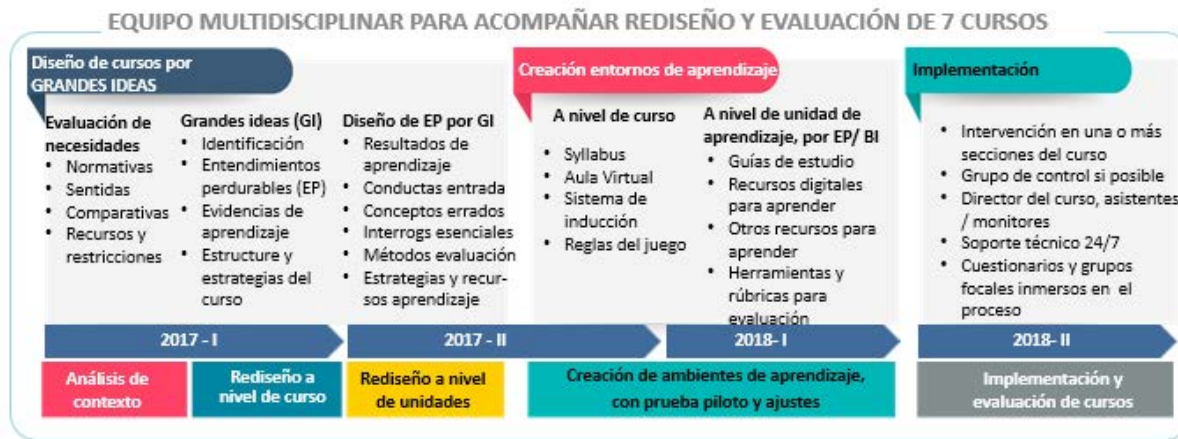 EQUIPO MULTIDISCIPLINAR PARA ACOMPAÑAR REDISEÑO Y EVALUACIÓN DE 7 CURSOS
Diseño de cursos por
GRANDES IDEAS
Evaluación de
necesidades
• Normativas
• Sentidas
• Comparativas
• Recursos y
restricciones
Grandes ideas (GI)
• Identificación
• Entendimientos
perdurables (EP)
• Evidencias de
aprendizaje
• Estructure y
estrategias del
curso
Diseño de EP por GI
• Resultados de
aprendizaje
• Conductas entrada
• Conceptos errados
• Interrogs esenciales
• Métodos evaluación
• Estrategias y recur-
sos aprendizaje
Creación entornos de aprendizaje
A nivel de curso
• Syllabus
• Aula Virtual
• Sistema de
inducción
• Reglas del juego
A nivel de unidad de
aprendizaje, por EP/ BI
• Guías de estudio
• Recursos digitales
para aprender
• Otros recursos para
aprender
• Herramientas y
rúbricas para
evaluación
Implementación
• Intervención en una o más
secciones del curso
• Grupo de control si posible
• Director del curso, asistentes
/ monitores
• Soporte técnico 24/7
• Cuestionarios y grupos
focales inmersos en el
proceso
2017 - I
2017 - II
2018- I
2018- II
Análisis de
contexto
Rediseño a
nivel de curso
Rediseño a nivel
de unidades
Creación de ambientes de aprendizaje,
con prueba piloto y ajustes
Implementación y
evaluación de cursos